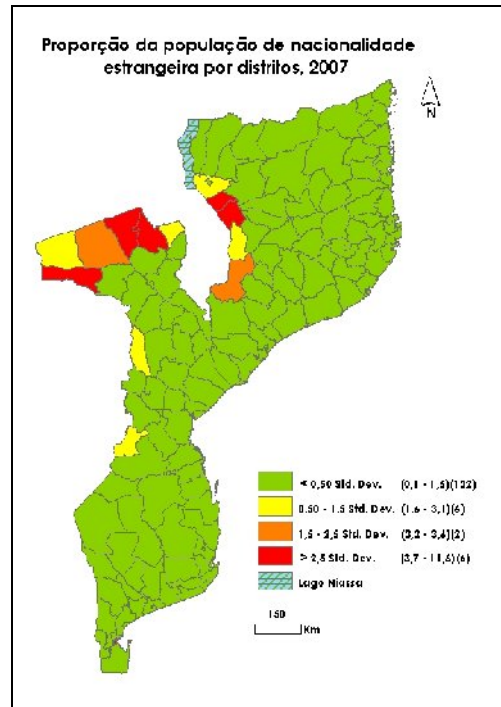 Proporção da população de nacionalidade
estrangeira por distritos, 2007
N
< 0,50 Std. Dev. (0,1 - 1,5)(132)
0.50 - 1.5 Std. Dev. (1.6 - 3,1)(6)
1,5 - 2,5 Std. Dev. (3,2 - 3,6)(2)
> 2,5 Std. Dev. (3,7 - 11,5)(6)
Lago Niassa
150
Km